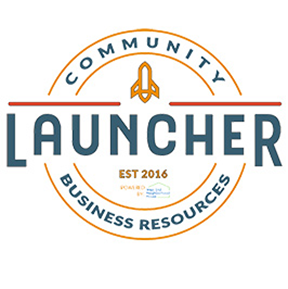 COMMUNITY
LAUNCHER
EST 2016
POWERED
BY
BUSINESS RESOURCES